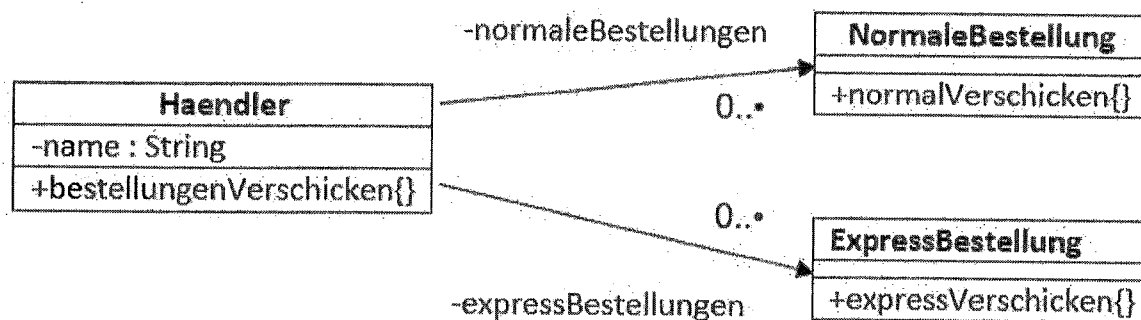 -normaleBestellungen
NormaleBestellung
+normalVerschicken{}
0..*
Haendler
-name : String
+bestellungenVerschicken{}
0..*
ExpressBestellung
+expressVerschicken{}
-expressBestellungen